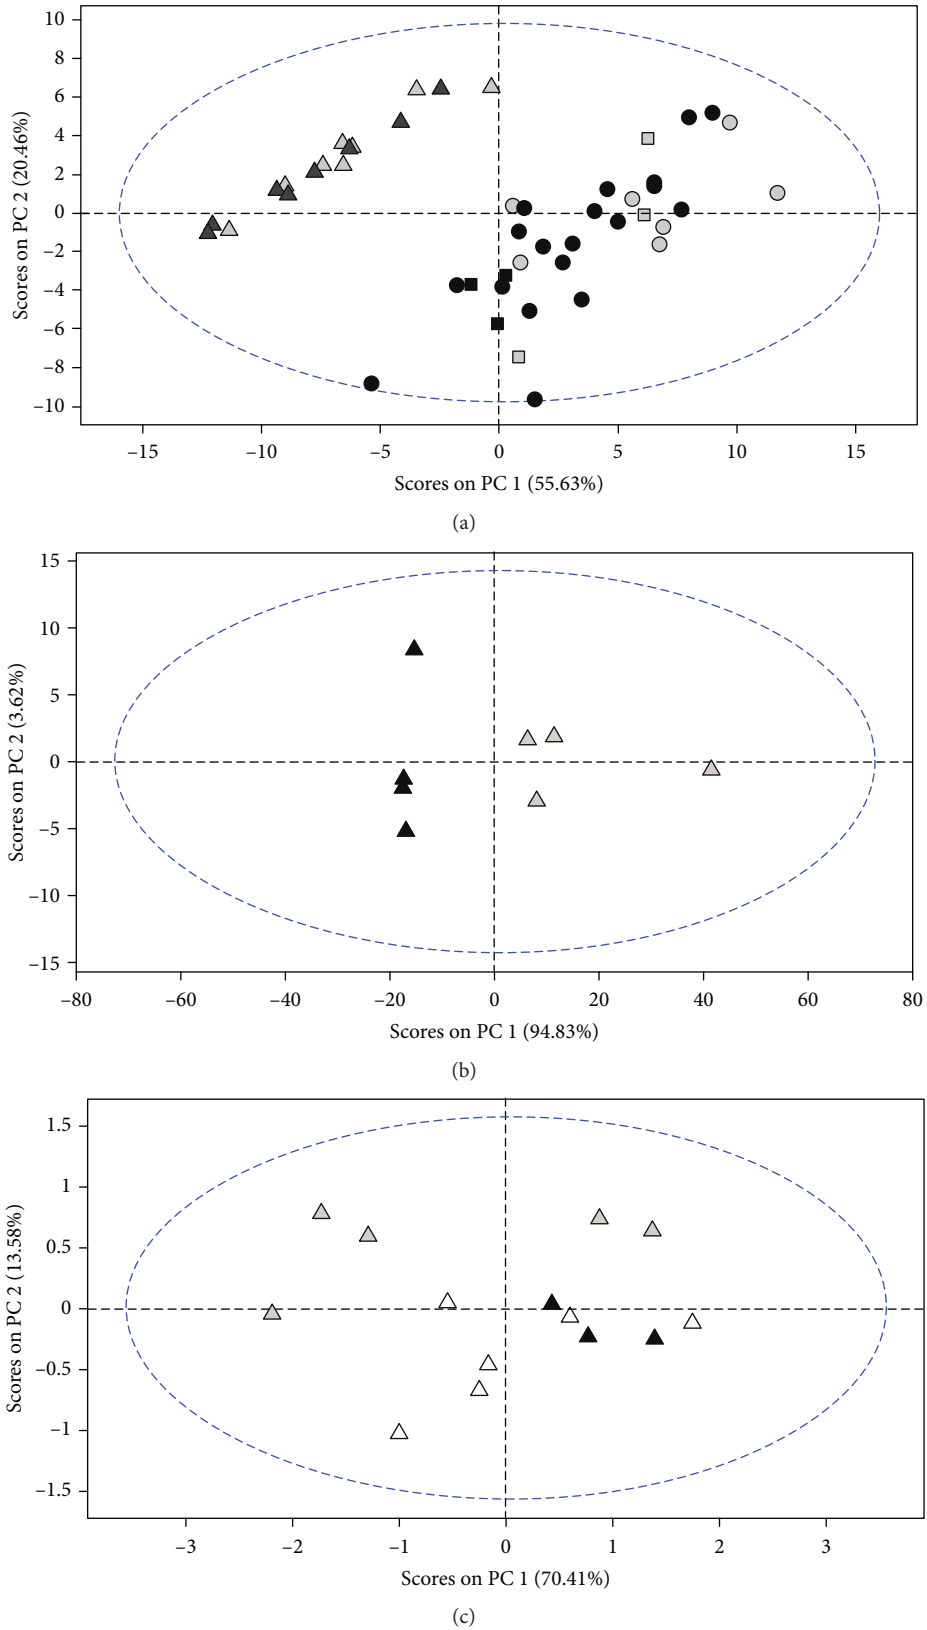 10
8
6
4
2
0
−2
−4
−6
−8
−10
Scores on PC 2 (20.46%)
−15 −10 −5 0 5 10 15
Scores on PC 1 (55.63%)
(a)
15
10
5
0
−5
−10
−15
Scores on PC 2 (3.62%)
−80 −60 −40 −20 0 20 40 60 80
Scores on PC 1 (94.83%)
(b)
1.5
1
0.5
0
−0.5
−1
−1.5
Scores on PC 2 (13.58%)
−3 −2 −1 0 1 2 3
Scores on PC 1 (70.41%)
(c)